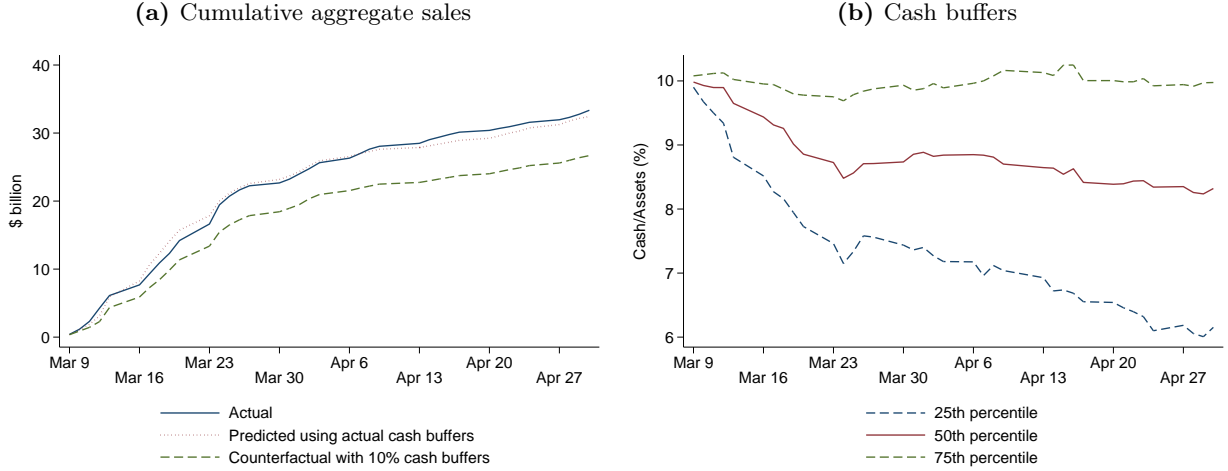 (a) Cumulative aggregate sales
$ billion
40
30
20
10
0
Mar 9
Mar 16
Mar 23
Mar 30
Apr 6
Apr 13
Apr 20
Apr 27
Actual
Predicted using actual cash buffers
Counterfactual with 10% cash buffers
(b) Cash buffers
Cash/Assets (%)
10
9
8
7
6
Mar 9
Mar 16
Mar 23
Mar 30
Apr 6
Apr 13
Apr 20
Apr 27
25th percentile
50th percentile
75th percentile